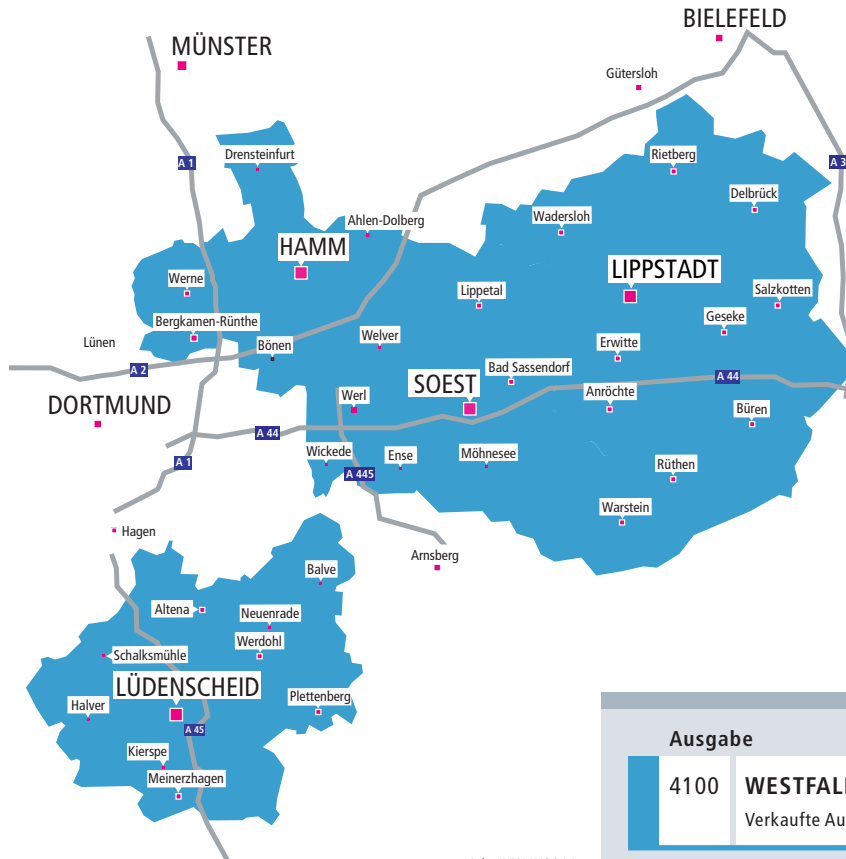 BIELEFELD
MÜNSTER
Gütersloh
A 1
Drensteinfurt
Rietberg
A 3
Delbrück
Ahlen-Dolberg
Wadersloh
HAMM
LIPPSTADT
Werne
Lippetal
Salzkotten
Bergkamen-Rünthe
Geseke
Lünen
Bönen
Welver
Erwitte
A 2
Bad Sassendorf
A 44
SOEST
Anröchte
DORTMUND
Werl
Büren
A 44
Wickede
Ense
Möhnesee
A 1
A 445
Rüthen
Warstein
Hagen
Arnsberg
Balve
Altena
Neuenrade
Werdohl
Schalksmühle
LÜDENSCHEID
Plettenberg
Halver
A 45
Kierspe
Meinerzhagen
Ausgabe
4100 WESTFALE
Verkaufte Au